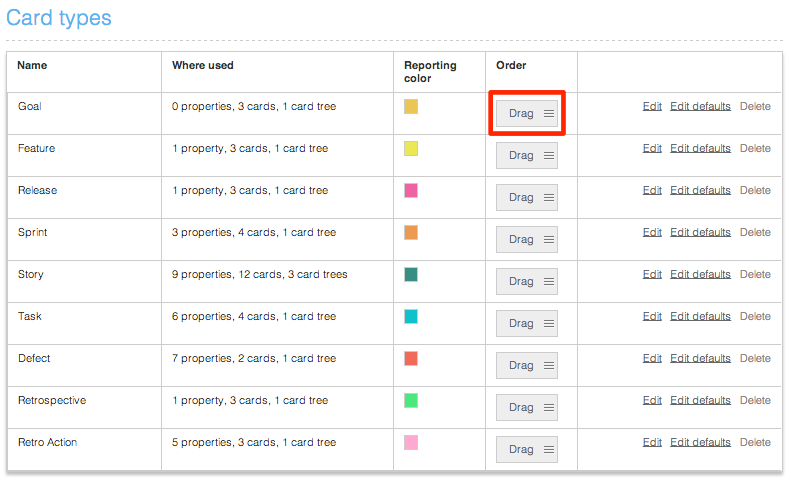 Card types
Name Where used Reporting color Order
Goal 0 properties, 3 cards, 1 card tree Drag Edit Edit defaults Delete
Feature 1 property, 3 cards, 1 card tree Drag Edit Edit defaults Delete
Release 1 property, 3 cards, 1 card tree Drag Edit Edit defaults Delete
Sprint 3 properties, 4 cards, 1 card tree Drag Edit Edit defaults Delete
Story 9 properties, 12 cards, 3 card trees Drag Edit Edit defaults Delete
Task 6 properties, 4 cards, 1 card tree Drag Edit Edit defaults Delete
Defect 7 properties, 2 cards, 1 card tree Drag Edit Edit defaults Delete
Retrospective 1 property, 3 cards, 1 card tree Drag Edit Edit defaults Delete
Retro Action 5 properties, 3 cards, 1 card tree Drag Edit Edit defaults Delete